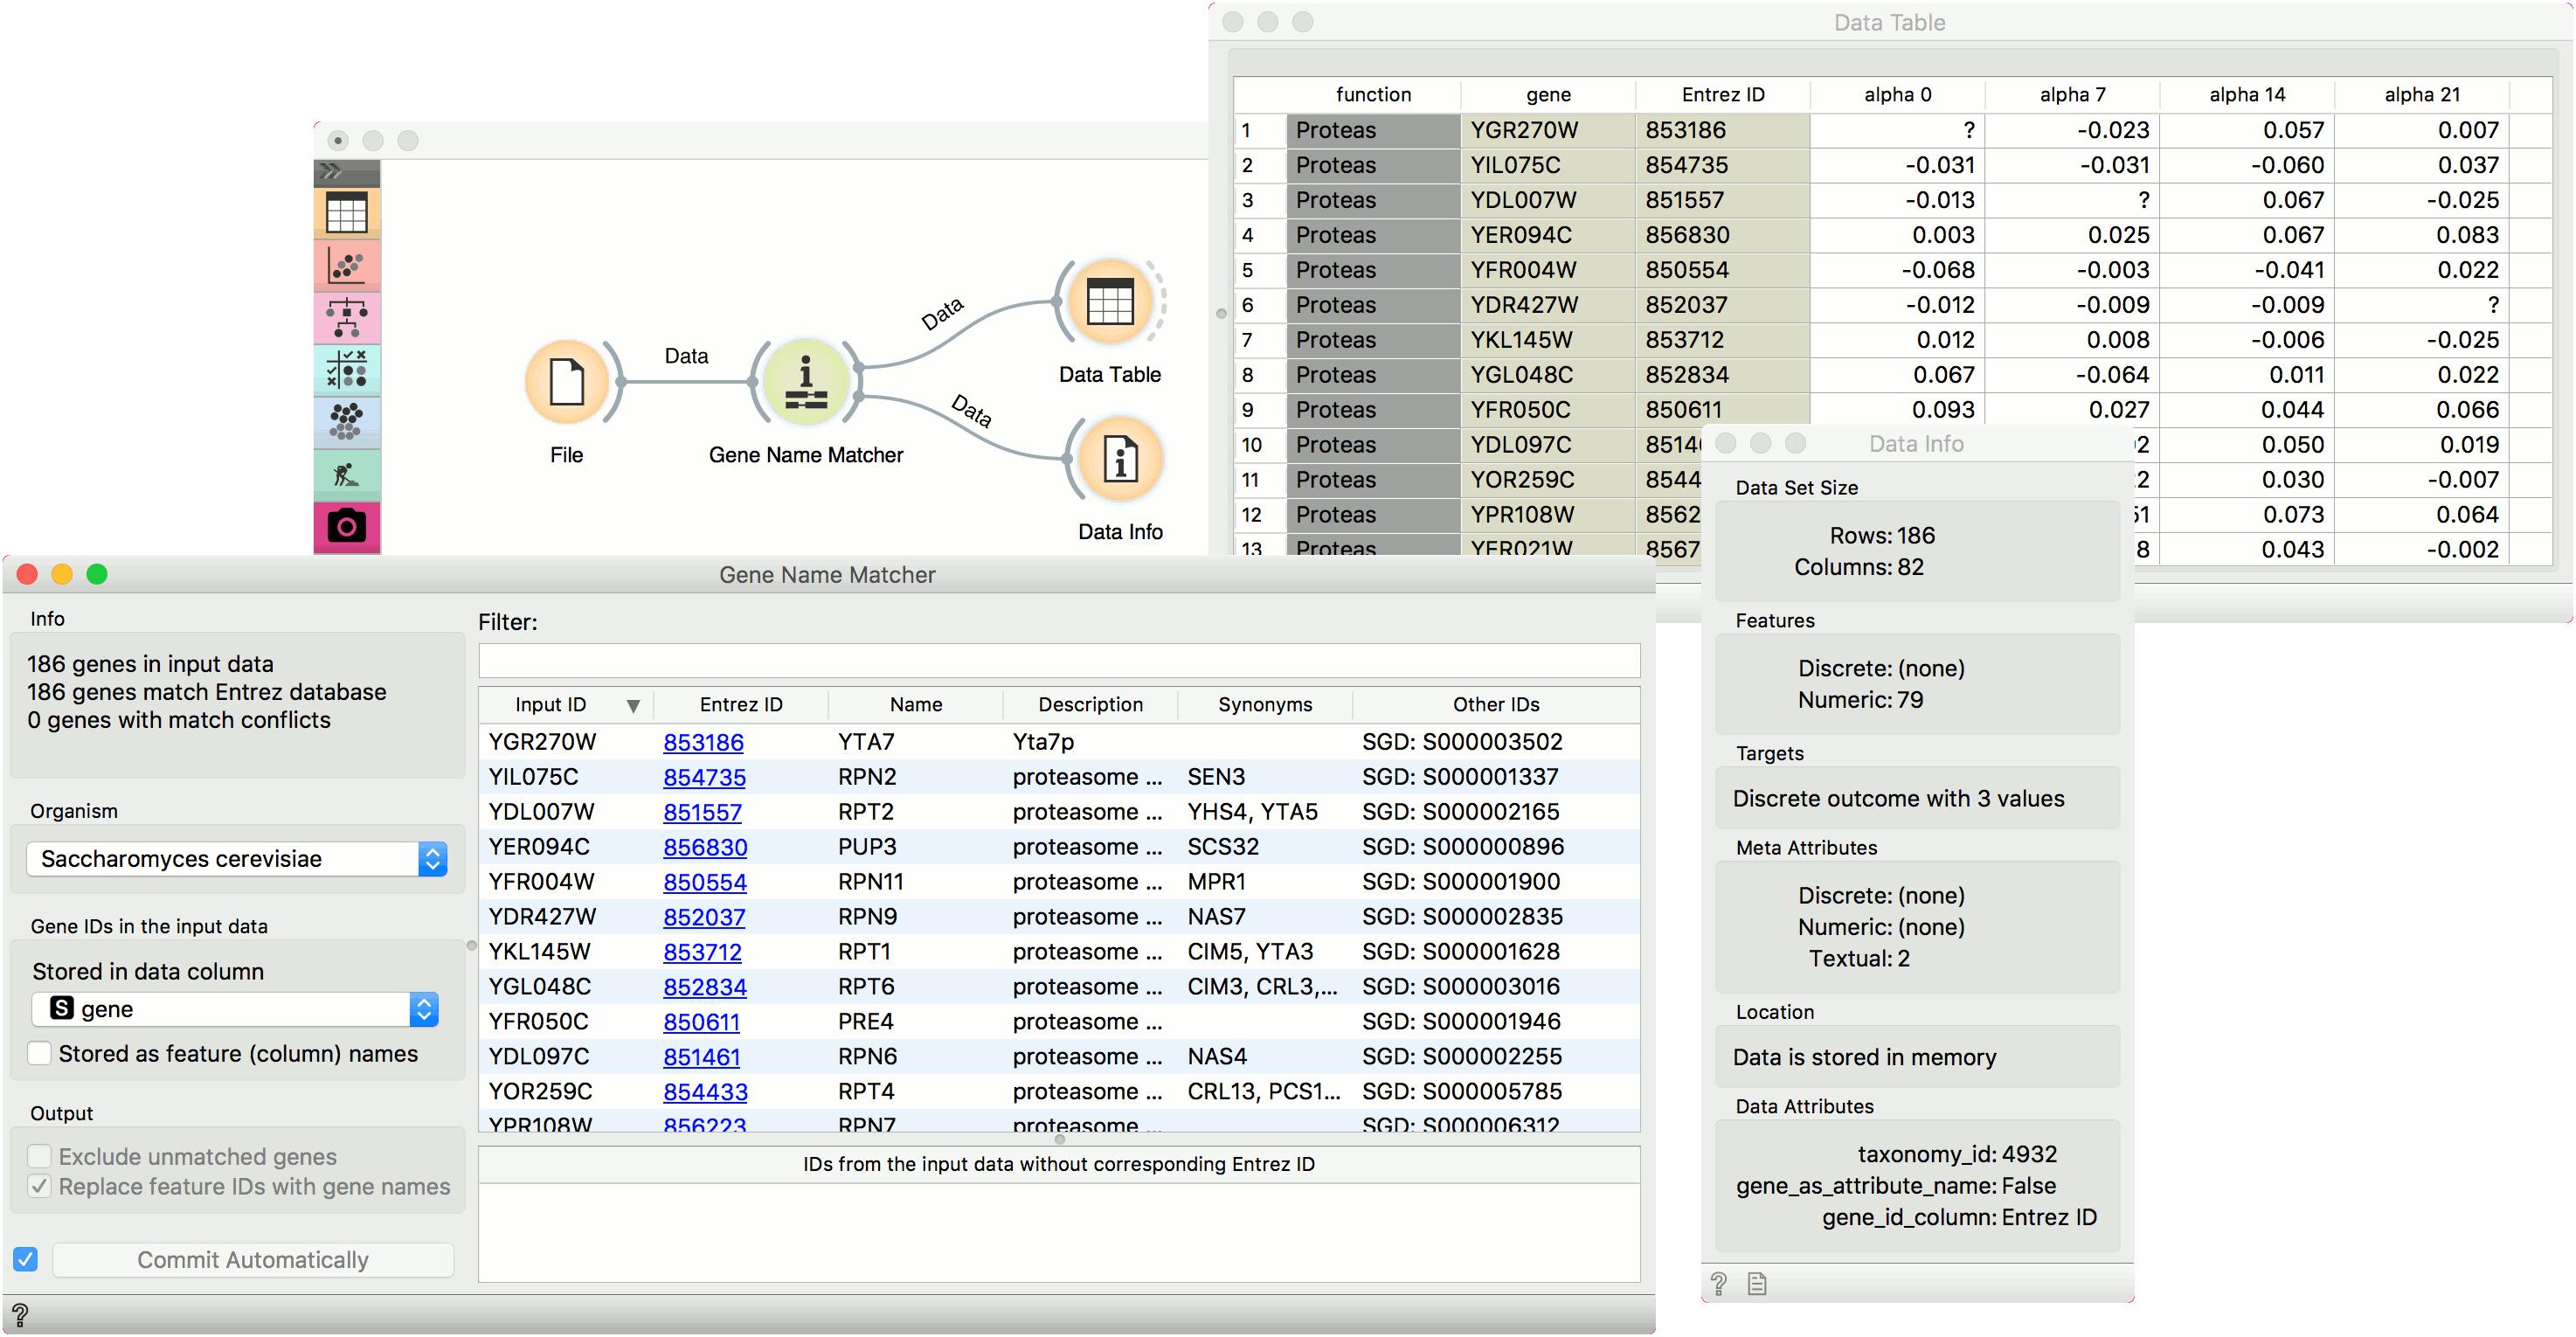 Data Table
function gene Entrez ID alpha 0 alpha 7 alpha 14 alpha 21
1 Proteas YGR270W 853186 ? -0.023 0.057 0.007
2 Proteas YIL075C 854735 -0.031 -0.031 -0.060 0.037
3 Proteas YDL007W 851557 -0.013 ? 0.067 -0.025
4 Proteas YER094C 856830 0.003 0.025 0.067 0.083
5 Proteas YFR004W 850554 -0.068 -0.003 -0.041 0.022
6 Proteas YDR427W 852037 -0.012 -0.009 -0.009 ?
7 Proteas YKL145W 853712 0.012 0.008 -0.006 -0.025
8 Proteas YGL048C 852834 0.067 -0.064 0.011 0.022
9 Proteas YFR050C 850611 0.093 0.027 0.044 0.066
10 Proteas YDL097C 0.050 0.019
11 Proteas YOR259C 8544 0.030 -0.007
12 Proteas YPR108W 8562 0.073 0.064
13 Proteas YER021W 8567 8 0.043 -0.002
Data
Data
Data
File
Gene Name Matcher
Data Table
Data Info
Gene Name Matcher
Info
186 genes in input data
186 genes match Entrez database
0 genes with match conflicts
Organism
Saccharomyces cerevisiae
Gene IDs in the input data
Stored in data column
S gene
Stored as feature (column) names
Output
Exclude unmatched genes
Replace feature IDs with gene names
Commit Automatically
?
Filter:
Input ID ▼ Entrez ID Name Description Synonyms Other IDs
YGR270W 853186 YTA7 Yta7p SGD: S000003502
YIL075C 854735 RPN2 proteasome ... SEN3 SGD: S000001337
YDL007W 851557 RPT2 proteasome ... YHS4, YTA5 SGD: S000002165
YER094C 856830 PUP3 proteasome ... SCS32 SGD: S000000896
YFR004W 850554 RPN11 proteasome ... MPR1 SGD: S000001900
YDR427W 852037 RPN9 proteasome ... NAS7 SGD: S000002835
YKL145W 853712 RPT1 proteasome ... CIM5, YTA3 SGD: S000001628
YGL048C 852834 RPT6 proteasome ... CIM3, CRL3,... SGD: S000003016
YFR050C 850611 PRE4 proteasome ... SGD: S000001946
YDL097C 851461 RPN6 proteasome ... NAS4 SGD: S000002255
YOR259C 854433 RPT4 proteasome ... CRL13, PCS1... SGD: S000005785
YPR108W 856223 RPN7 proteasome ... SGD: S000006312
IDs from the input data without corresponding Entrez ID
Data Info
Data Set Size
Rows: 186
Columns: 82
Features
Discrete: (none)
Numeric: 79
Targets
Discrete outcome with 3 values
Meta Attributes
Discrete: (none)
Numeric: (none)
Textual: 2
Location
Data is stored in memory
Data Attributes
taxonomy_id: 4932
gene_as_attribute_name: False
gene_id_column: Entrez ID
?